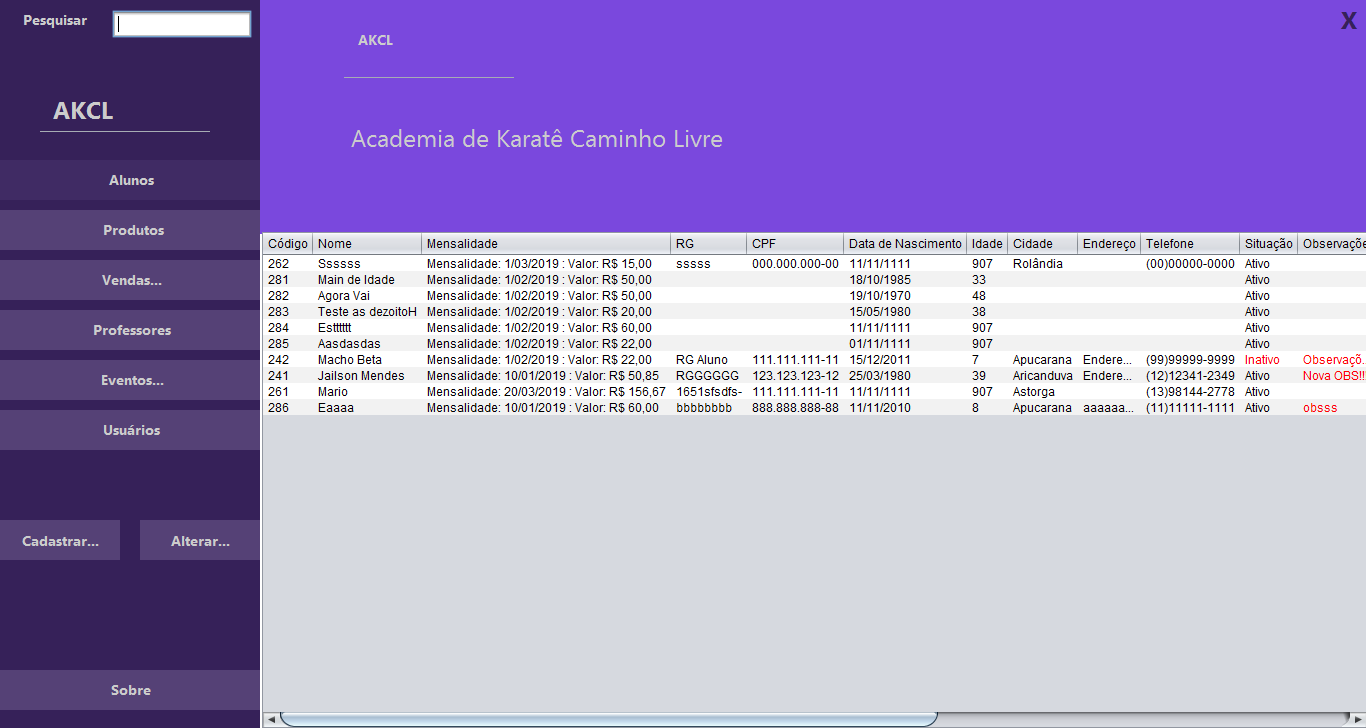 Pesquisar
AKCL
Alunos
Produtos
Vendas...
Professores
Eventos...
Usuários
Cadastrar...
Alterar...
Sobre
X
AKCL
Academia de Karatê Caminho Livre
Código Nome Mensalidade RG CPF Data de Nascimento Idade Cidade Endereço Telefone Situação Observaçõe
262 Ssssss Mensalidade: 1/03/2019 : Valor: R$ 15,00 sssss 000.000.000-00 11/11/1111 907 Rolândia (00)00000-0000 Ativo
281 Main de Idade Mensalidade: 1/02/2019 : Valor: R$ 50,00 18/10/1985 33 Ativo
282 Agora Vai Mensalidade: 1/02/2019 : Valor: R$ 50,00 19/10/1970 48 Ativo
283 Teste as dezoitoH Mensalidade: 1/02/2019 : Valor: R$ 20,00 15/05/1980 38 Ativo
284 Estttttt Mensalidade: 1/02/2019 : Valor: R$ 60,00 11/11/1111 907 Ativo
285 Aasdasdas Mensalidade: 1/02/2019 : Valor: R$ 22,00 01/11/1111 907 Ativo
242 Macho Beta Mensalidade: 1/02/2019 : Valor: R$ 22,00 RG Aluno 111.111.111-11 15/12/2011 7 Apucarana Endere... (99)99999-9999 Inativo Observaçõ.
241 Jailson Mendes Mensalidade: 10/01/2019 : Valor: R$ 50,85 RGGGGGG 123.123.123-12 25/03/1980 39 Aricanduva Endere... (12)12341-2349 Ativo Nova OBS!!
261 Mario Mensalidade: 20/03/2019 : Valor: R$ 156,67 1651sfsdfs- 111.111.111-11 11/11/1111 907 Astorga (13)98144-2778 Ativo
286 Eaaaa Mensalidade: 10/01/2019 : Valor: R$ 60,00 bbbbbbbb 888.888.888-88 11/11/2010 8 Apucarana aaaaaa... (11)11111-1111 Ativo obsss